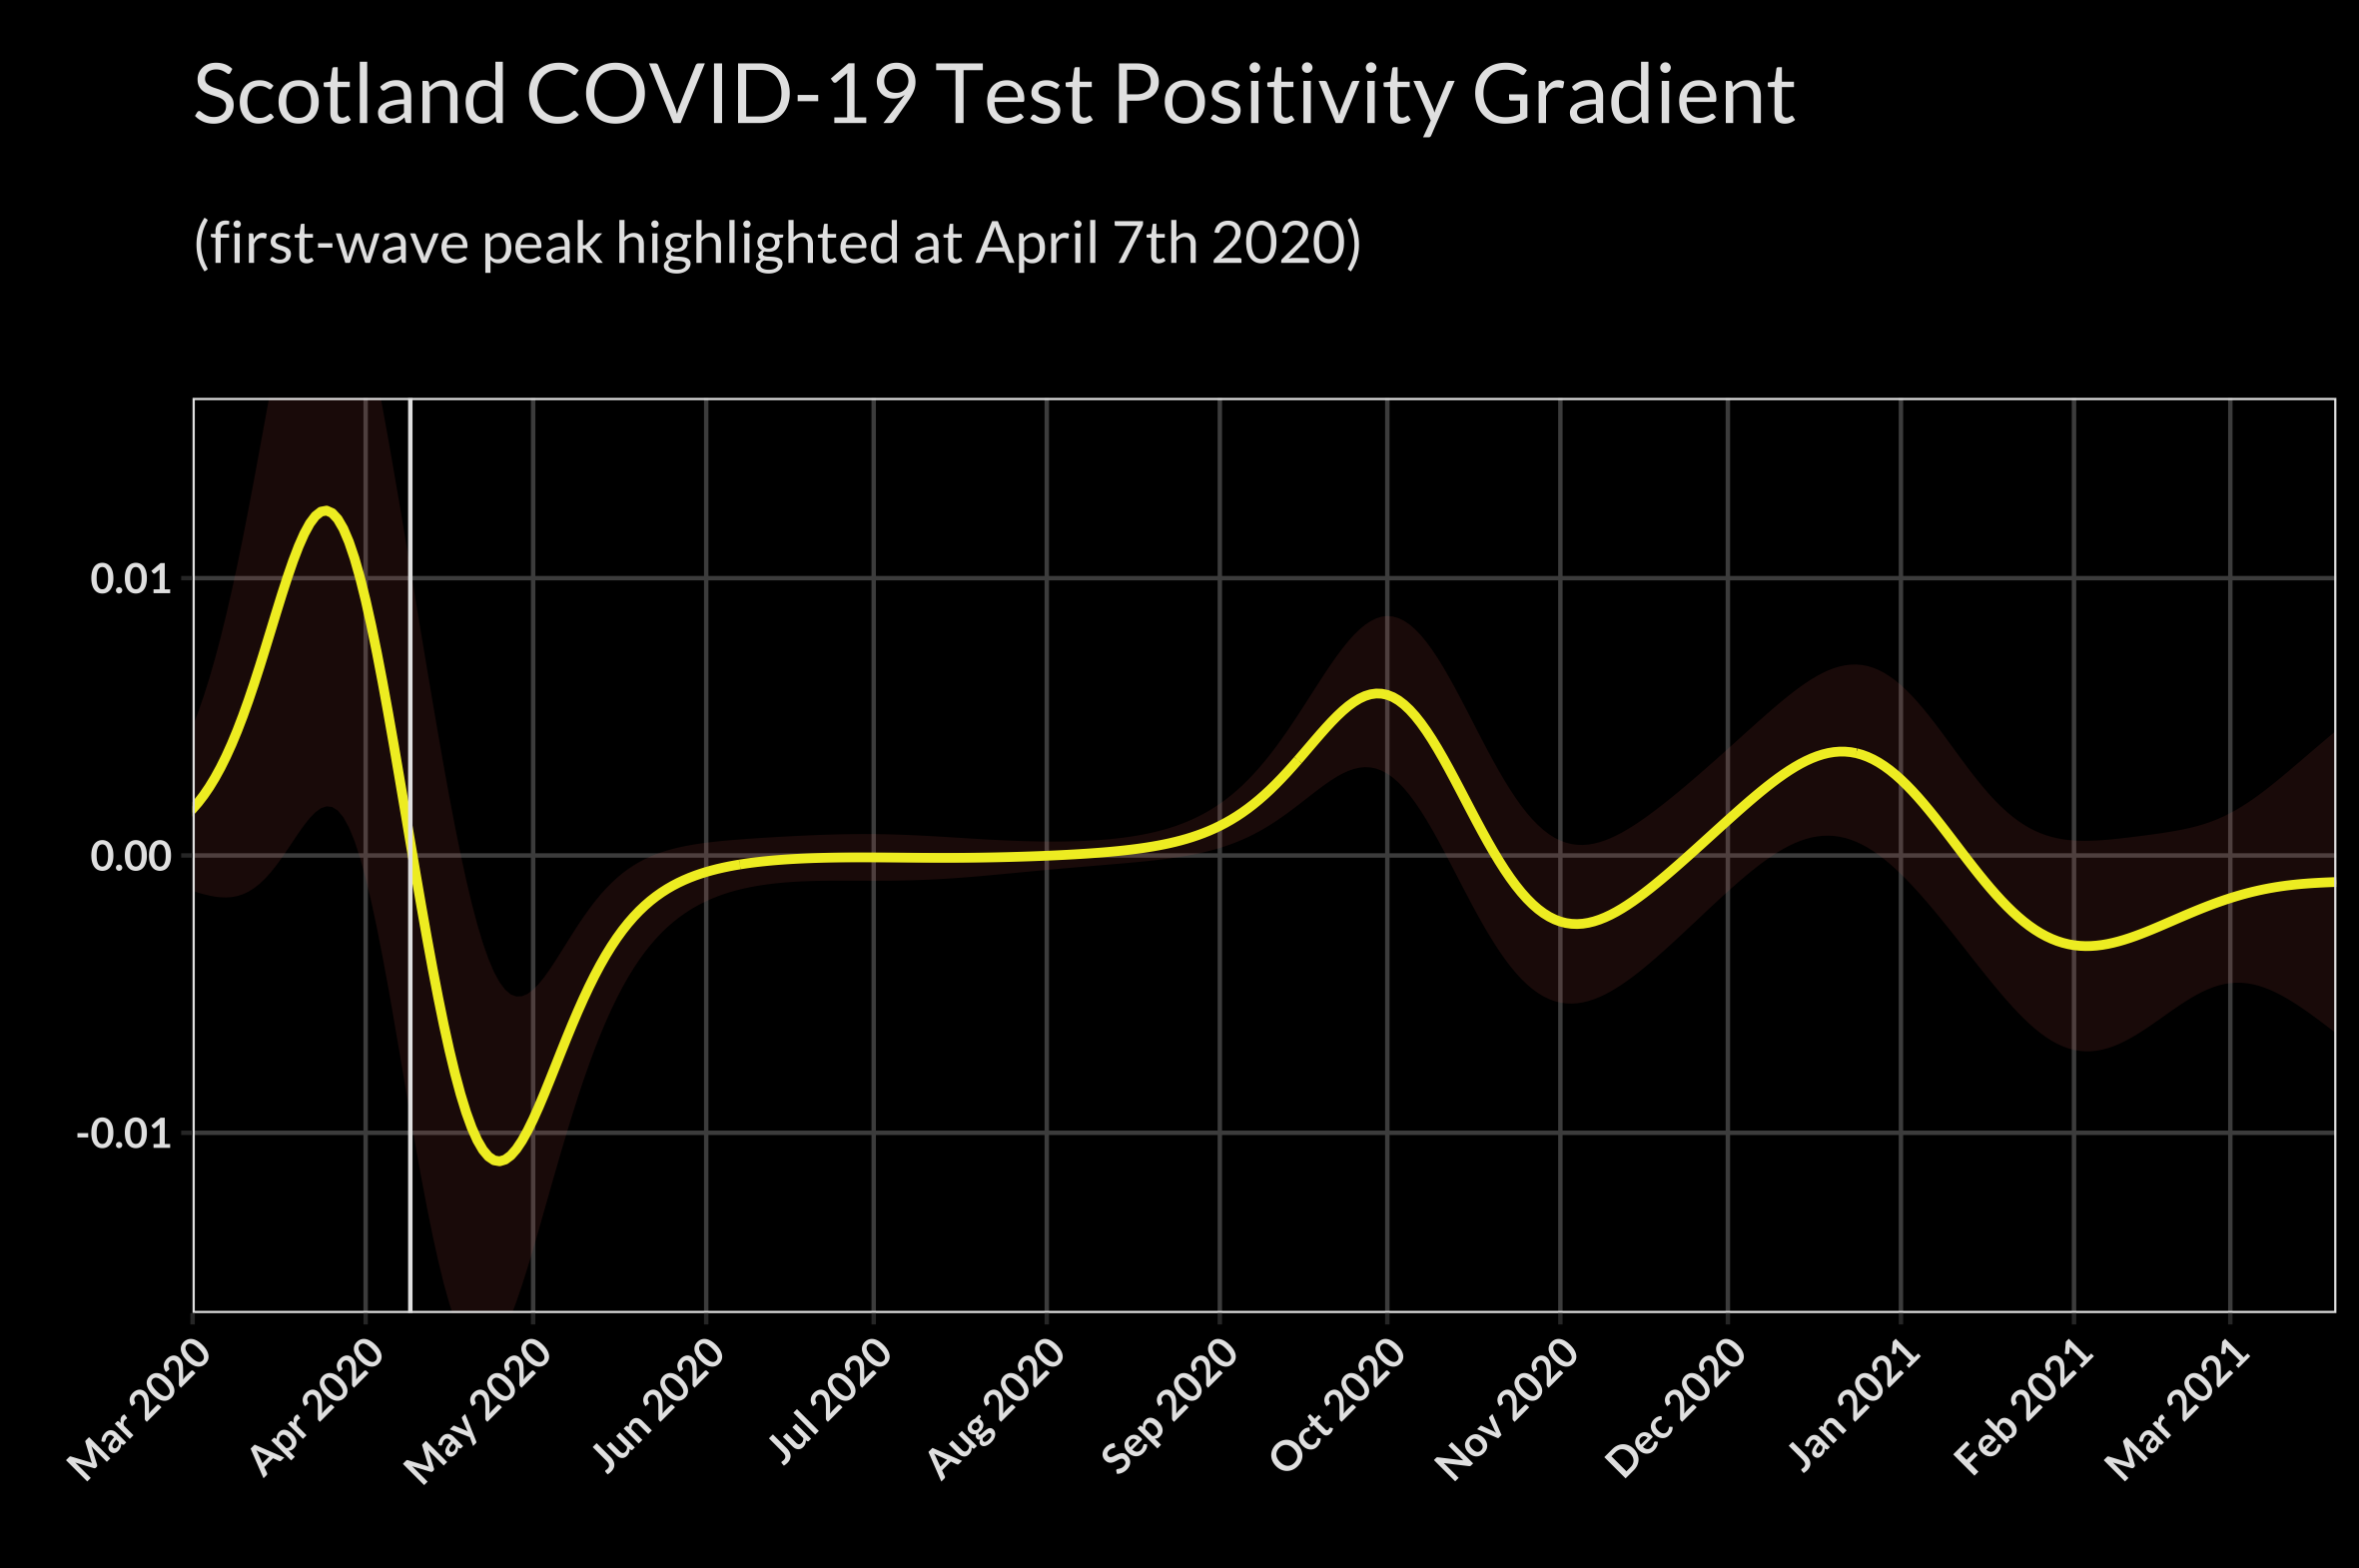 Scotland COVID-19 Test Positivity Gradient
(first-wave peak highlighted at April 7th 2020)
0.01
0.00
-0.01
Mar 2020
Apr 2020
May 2020
Jun 2020
Jul 2020
Aug 2020
Sep 2020
Oct 2020
Nov 2020
Dec 2020
Jan 2021
Feb 2021
Mar 2021